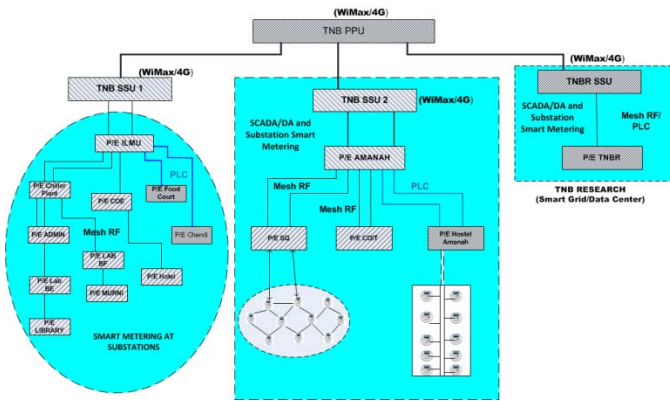 (WiMax/4G)
TNB PPU
(WiMax/4G)
TNB SSU 1
P/E ILMU
PLC
P/E Chiller
Plant
P/E COE
P/E Food
Court
P/E Chendi
P/E ADMIN
Mesh RF
P/E LAB
BF
P/E Lab
BE
P/E Hotel
P/E MURNI
P/E LIBRARY
SMART METERING AT
SUBSTATIONS
TNB SSU 2
(WiMax/4G)
SCADA/DA and
Substation Smart
Metering
P/E AMANAH
Mesh RF
PLC
Mesh RF
P/E SQ
P/E COIT
P/E Hostel
Amanah
(WiMax/4G)
TNBR SSU
SCADA/DA and
Substation
Smart Metering
Mesh RF/
PLC
P/E TNBR
TNB RESEARCH
(Smart Grid/Data Center)